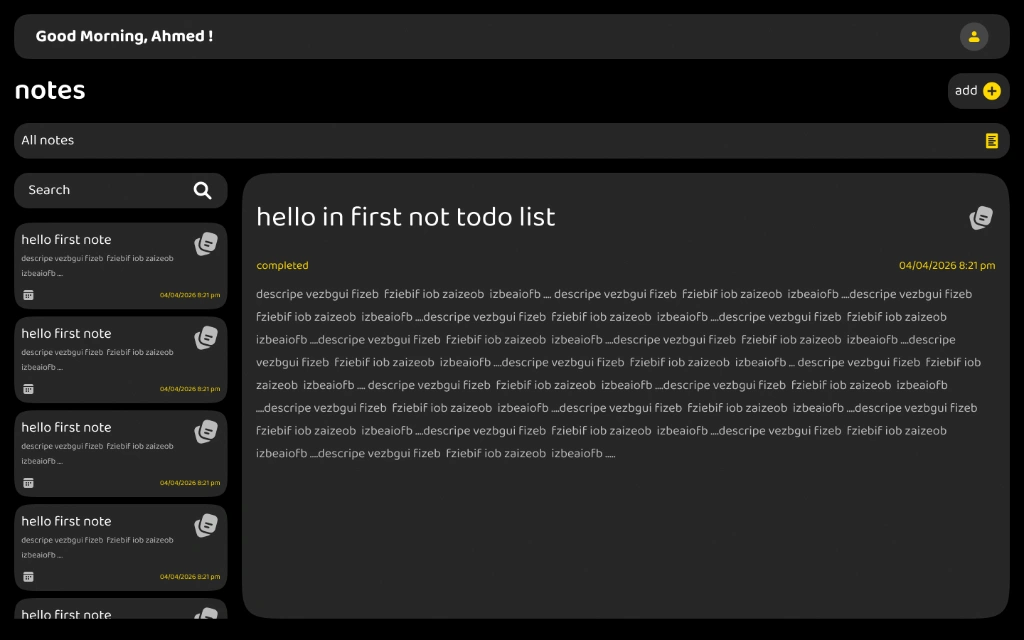 Good Morning, Ahmed !
notes
add
All notes
Search
hello first note
descripe vezbgui fizeb fziebif iob zaizeob
izbeaiofb ....
04/04/2026 8:21 pm
hello first note
descripe vezbgui fizeb fziebif iob zaizeob
izbeaiofb ....
04/04/2026 8:21 pm
hello first note
descripe vezbgui fizeb fziebif iob zaizeob
izbeaiofb ....
04/04/2026 8:21 pm
hello first note
descripe vezbgui fizeb fziebif iob zaizeob
izbeaiofb ....
04/04/2026 8:21 pm
hello first note
hello in first not todo list
completed
04/04/2026 8:21 pm
descripe vezbgui fizeb fziebif iob zaizeob izbeaiofb .... descripe vezbgui fizeb fziebif iob zaizeob izbeaiofb ....descripe vezbgui fizeb
fziebif iob zaizeob izbeaiofb ....descripe vezbgui fizeb fziebif iob zaizeob izbeaiofb ....descripe vezbgui fizeb fziebif iob zaizeob
izbeaiofb ....descripe vezbgui fizeb fziebif iob zaizeob izbeaiofb ....descripe vezbgui fizeb fziebif iob zaizeob izbeaiofb ....descripe
vezbgui fizeb fziebif iob zaizeob izbeaiofb ....descripe vezbgui fizeb fziebif iob zaizeob izbeaiofb ... descripe vezbgui fizeb fziebif iob
zaizeob izbeaiofb .... descripe vezbgui fizeb fziebif iob zaizeob izbeaiofb ....descripe vezbgui fizeb fziebif iob zaizeob izbeaiofb
....descripe vezbgui fizeb fziebif iob zaizeob izbeaiofb ....descripe vezbgui fizeb fziebif iob zaizeob izbeaiofb ....descripe vezbgui fizeb
fziebif iob zaizeob izbeaiofb ....descripe vezbgui fizeb fziebif iob zaizeob izbeaiofb ....descripe vezbgui fizeb fziebif iob zaizeob
izbeaiofb ....descripe vezbgui fizeb fziebif iob zaizeob izbeaiofb .....